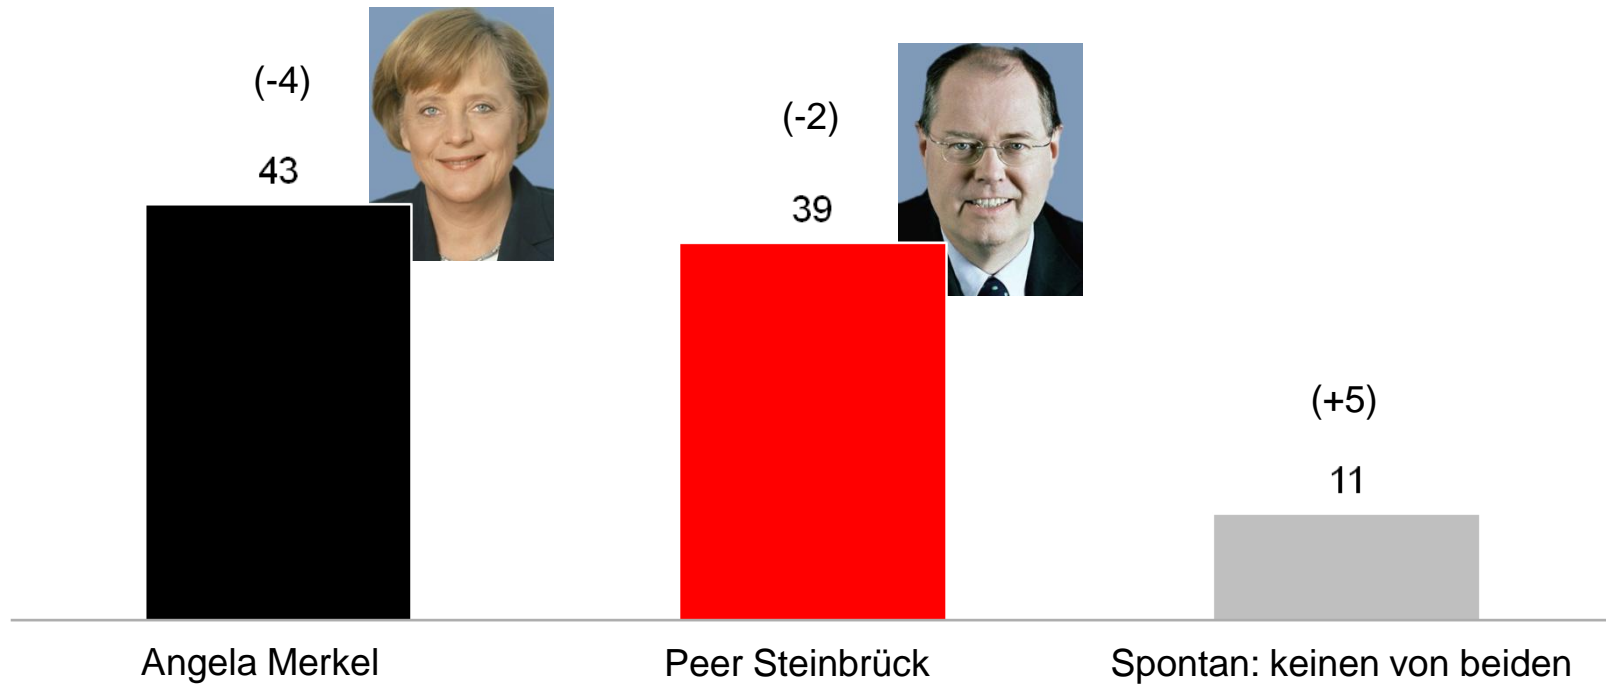 (-4)
43
(-2)
39
(+5)
11
Angela Merkel
Peer Steinbrück
Spontan: keinen von beiden